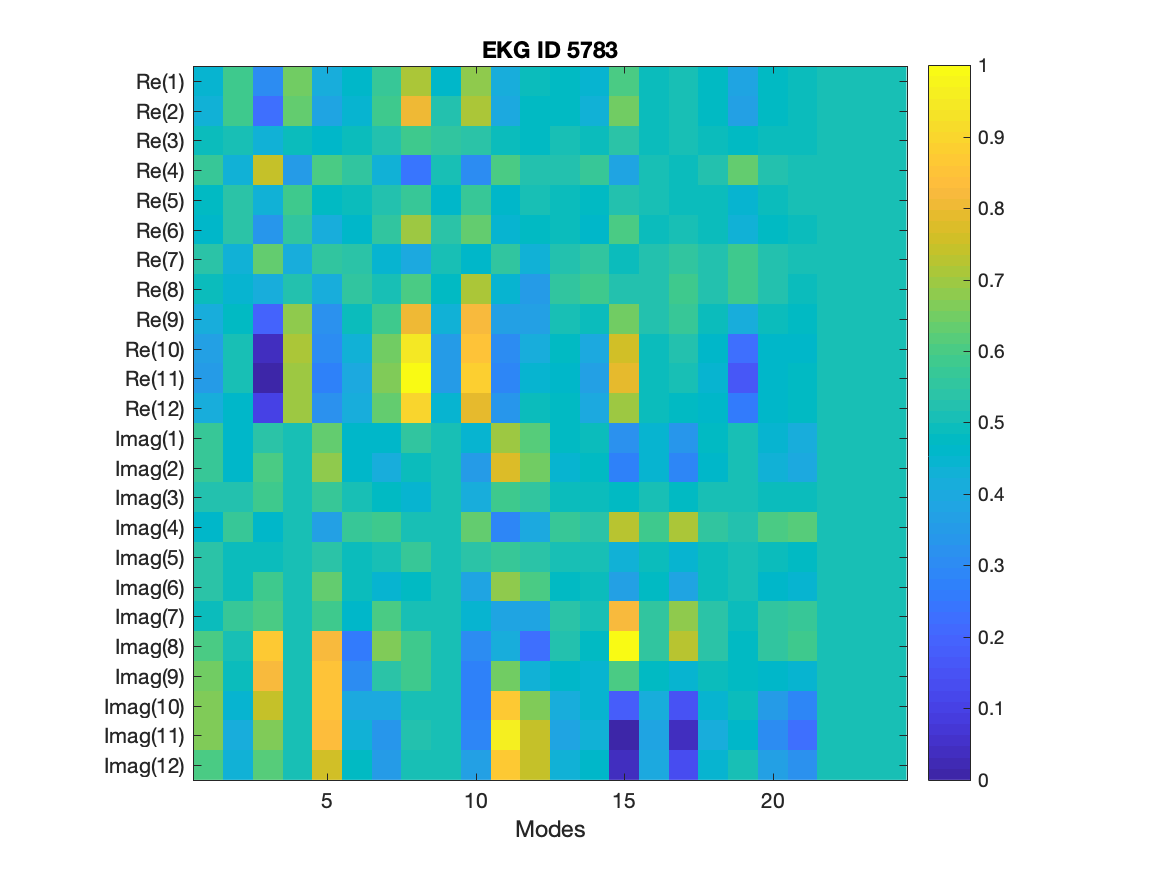 EKG ID 5783
Re(1)
Re(2)
Re(3)
Re(4)
Re(5)
Re(6)
Re(7)
Re(8)
Re(9)
Re(10)
Re(11)
Re(12)
Imag(1)
Imag(2)
Imag(3)
Imag(4)
Imag(5)
Imag(6)
Imag(7)
Imag(8)
Imag(9)
Imag(10)
Imag(11)
Imag(12)
5 10 15 20
Modes
1
0.9
0.8
0.7
0.6
0.5
0.4
0.3
0.2
0.1
0